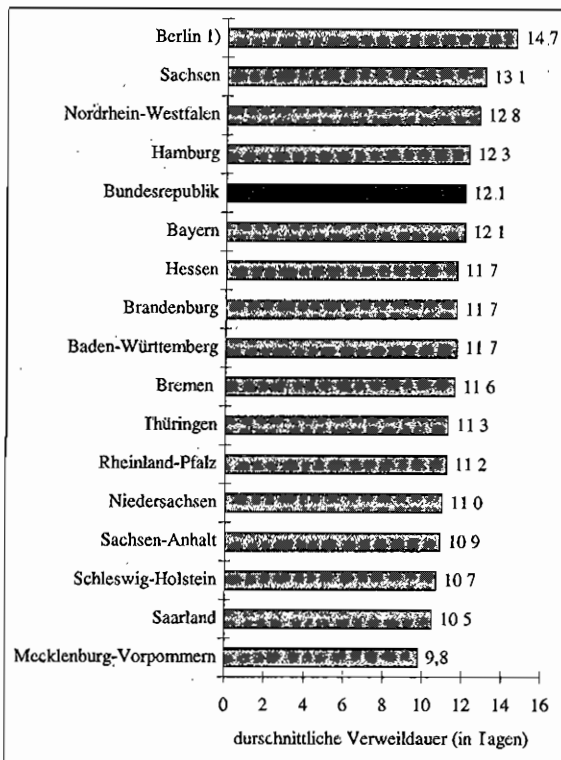 Berlin 1) 14.7
Sachsen 13 1
Nordrhein-Westfalen 12 8
Hamburg 12 3
Bundesrepublik 12.1
Bayern 12 1
Hessen 11 7
Brandenburg 11 7
Baden-Württemberg 11 7
Bremen 11 6
Thüringen 11 3
Rheinland-Pfalz 11 2
Niedersachsen 11 0
Sachsen-Anhalt 10 9
Schleswig-Holstein 10 7
Saarland 10 5
Mecklenburg-Vorpommern 9,8
0 2 4 6 8 10 12 14 16
durschnittliche Verweildauer (in Tagen)